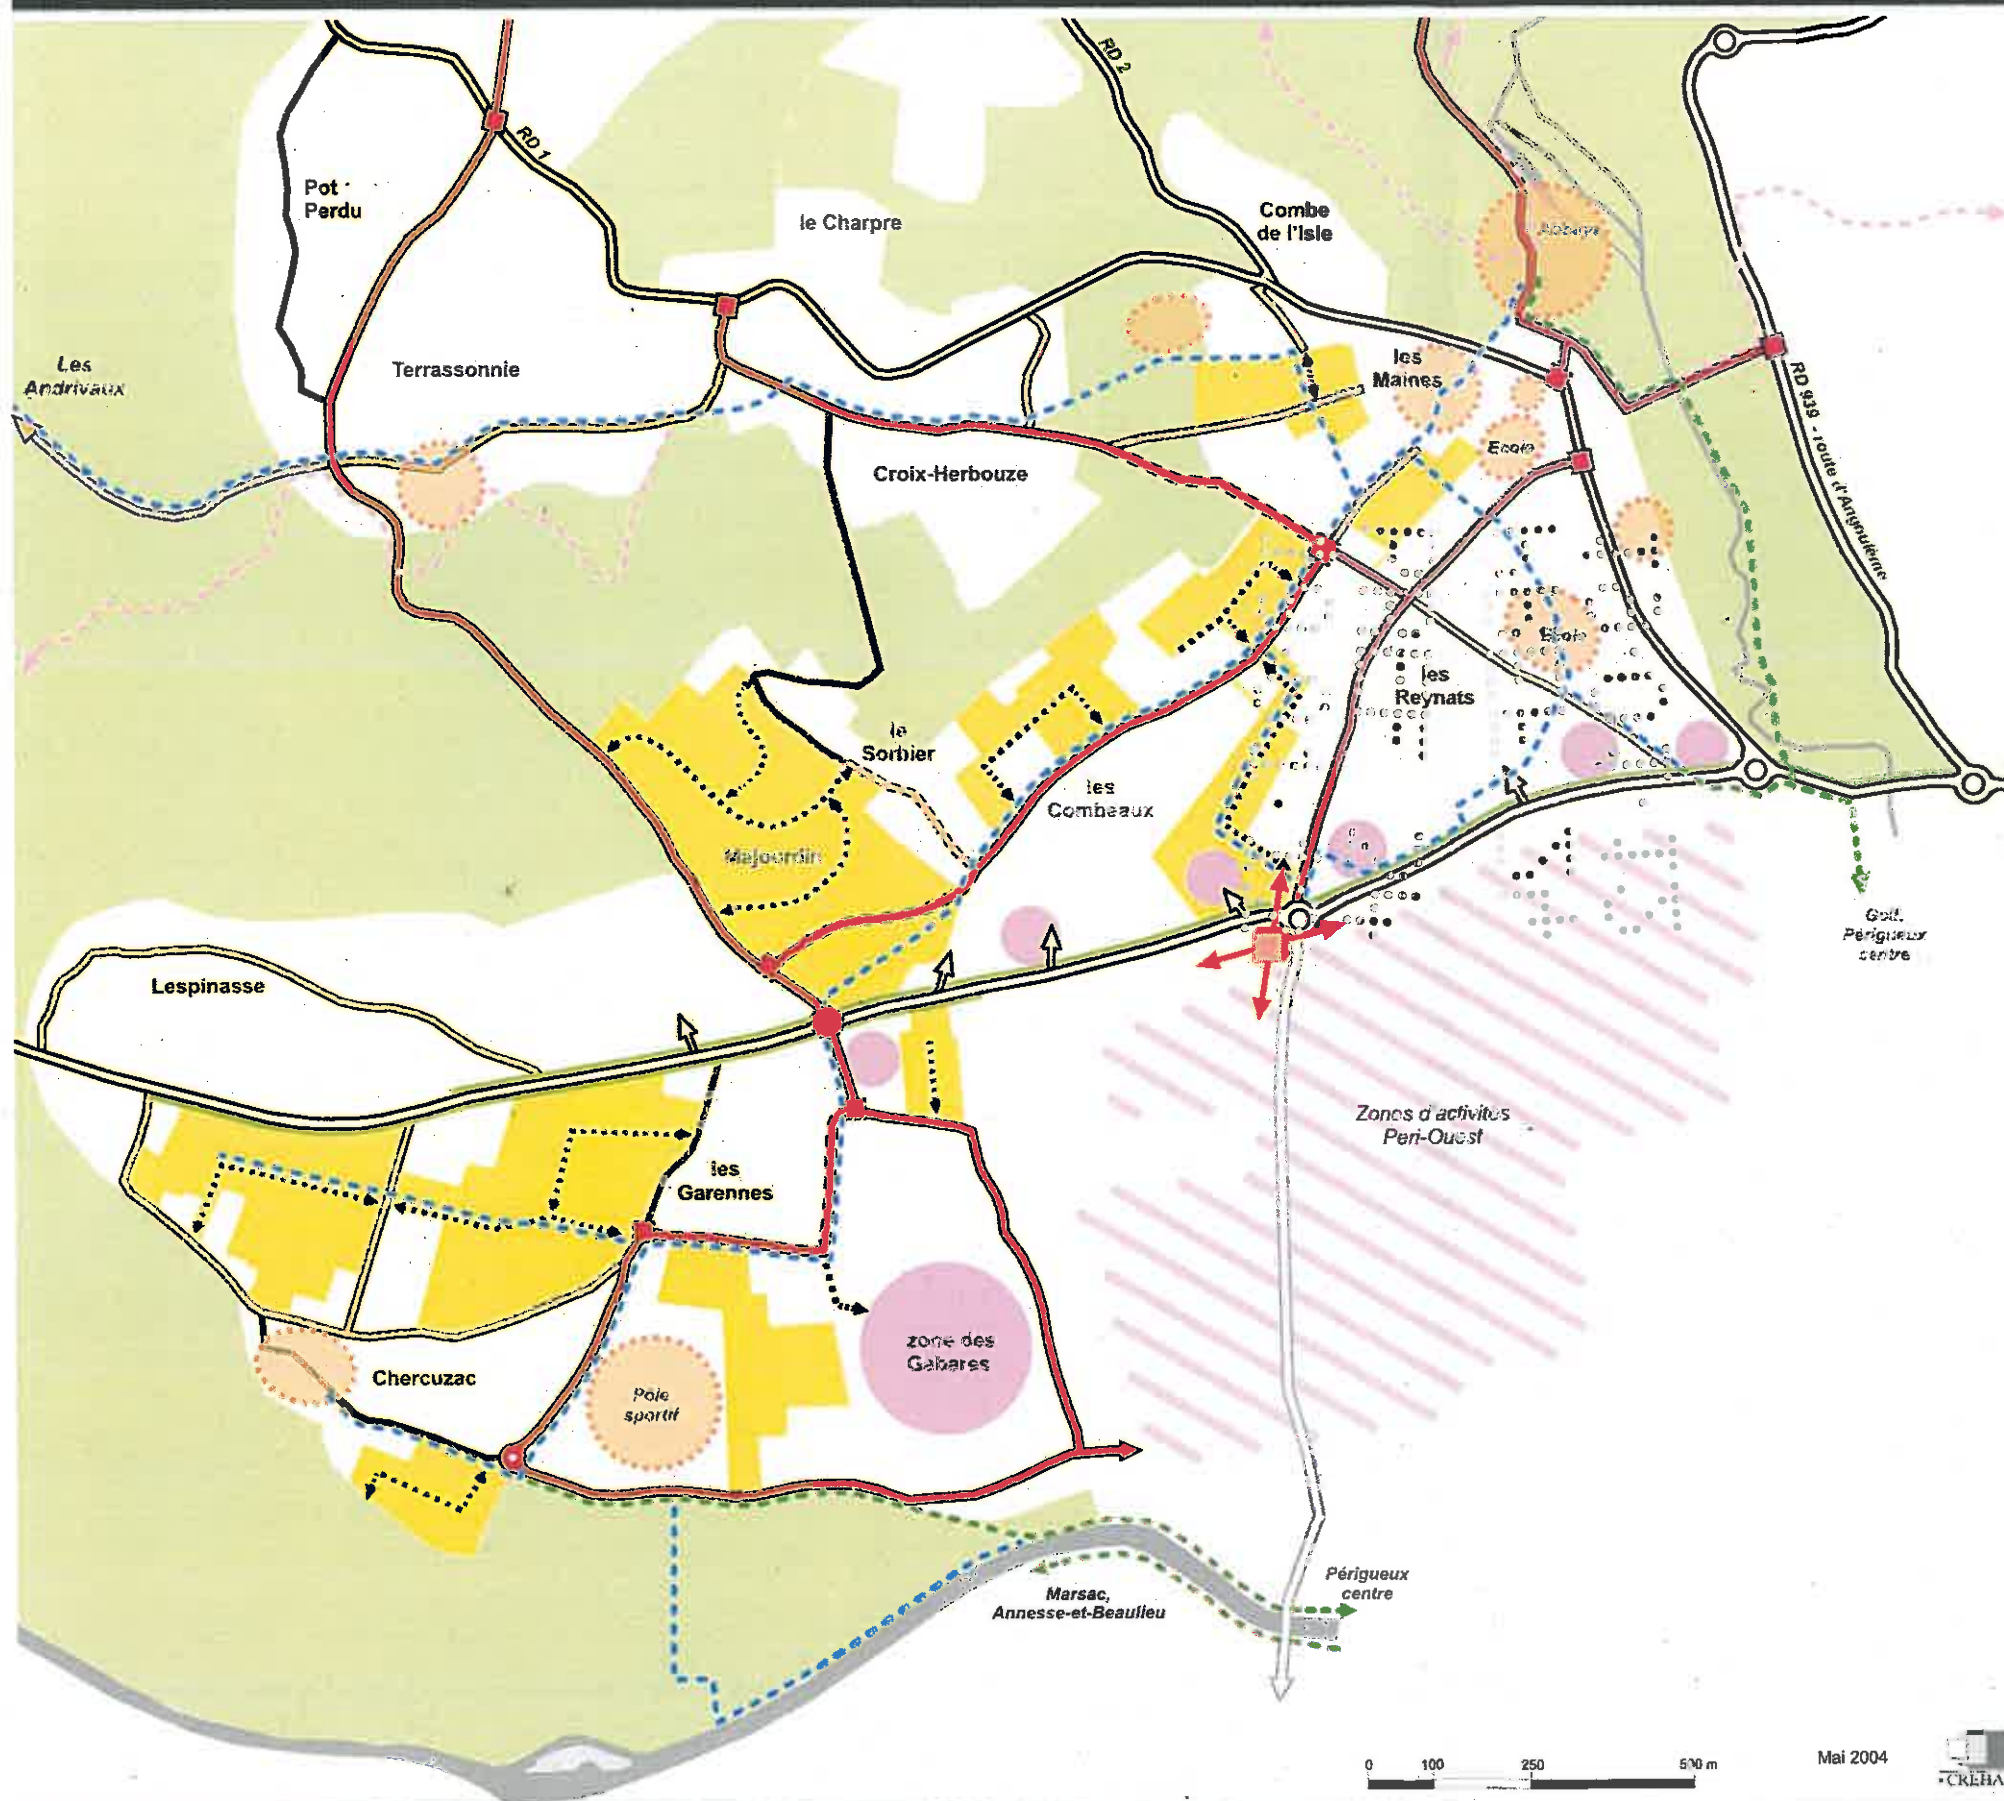 RD 2
RD 1
Pot
Perdu
le Charpre
Combe
de l'Isle
Abbaye
Les
Andrivaux
Terrassonnie
les
Maines
RD 939 - route d'Angoulême
Ecole
Croix-Herbouze
Ecole
les
Reynats
le
Sorbier
les
Combeaux
Majourdin
Golf,
Périgueux
centre
Lespinasse
Zones d'activités
Peri-Ouest
les
Garennes
zone des
Gabares
Chercuzac
Pole
sportif
Marsac,
Annesse-et-Beaulieu
Périgueux
centre
0 100 250 500 m
Mai 2004
CREHA